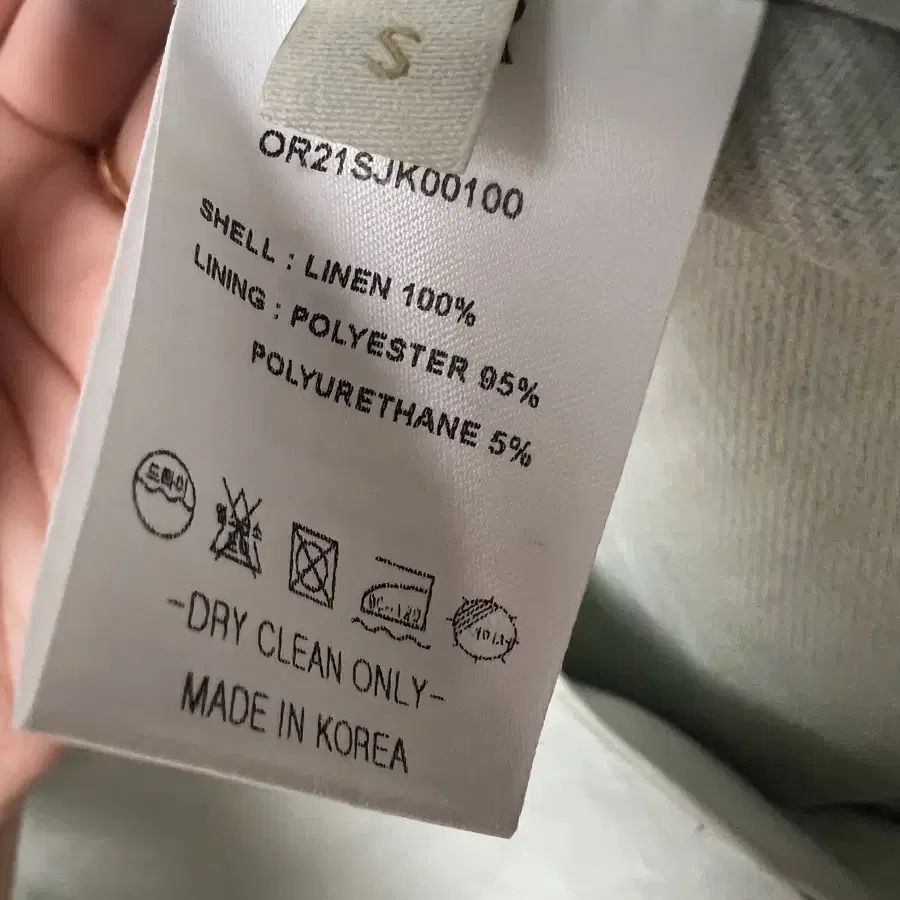 S
OR21SJK00100
SHELL : LINEN 100%
LINING : POLYESTER 95%
POLYURETHANE 5%
드라이
-DRY CLEAN ONLY-
MADE IN KOREA